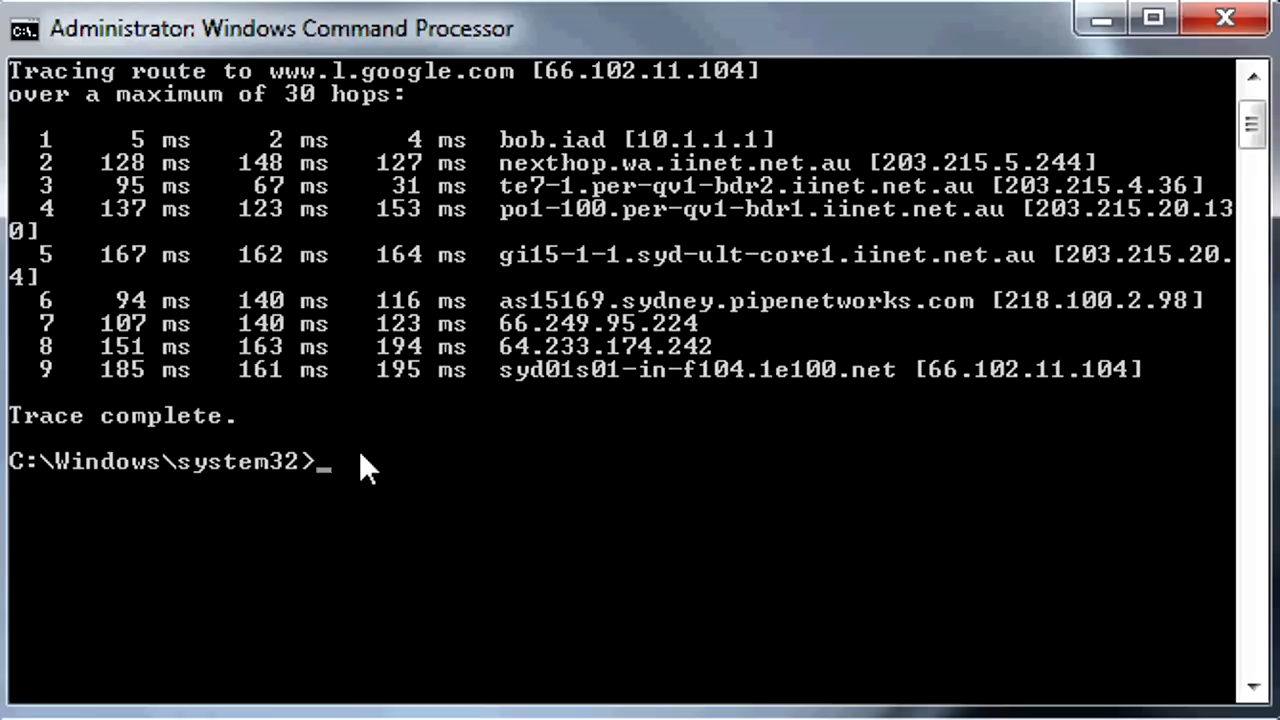 Administrator: Windows Command Processor
Tracing route to www.l.google.com [66.102.11.104]
over a maximum of 30 hops:
1 5 ms 2 ms 4 ms bob.iad [10.1.1.1]
2 128 ms 148 ms 127 ms nexthop.wa.iinet.net.au [203.215.5.244]
3 95 ms 67 ms 31 ms te7-1.per-qv1-bdr2.iinet.net.au [203.215.4.36]
4 137 ms 123 ms 153 ms po1-100.per-qv1-bdr1.iinet.net.au [203.215.20.13
0]
5 167 ms 162 ms 164 ms gi15-1-1.syd-ult-core1.iinet.net.au [203.215.20.
4]
6 94 ms 140 ms 116 ms as15169.sydney.pipenetworks.com [218.100.2.98]
7 107 ms 140 ms 123 ms 66.249.95.224
8 151 ms 163 ms 194 ms 64.233.174.242
9 185 ms 161 ms 195 ms syd01s01-in-f104.1e100.net [66.102.11.104]
Trace complete.
C:\Windows\system32>_